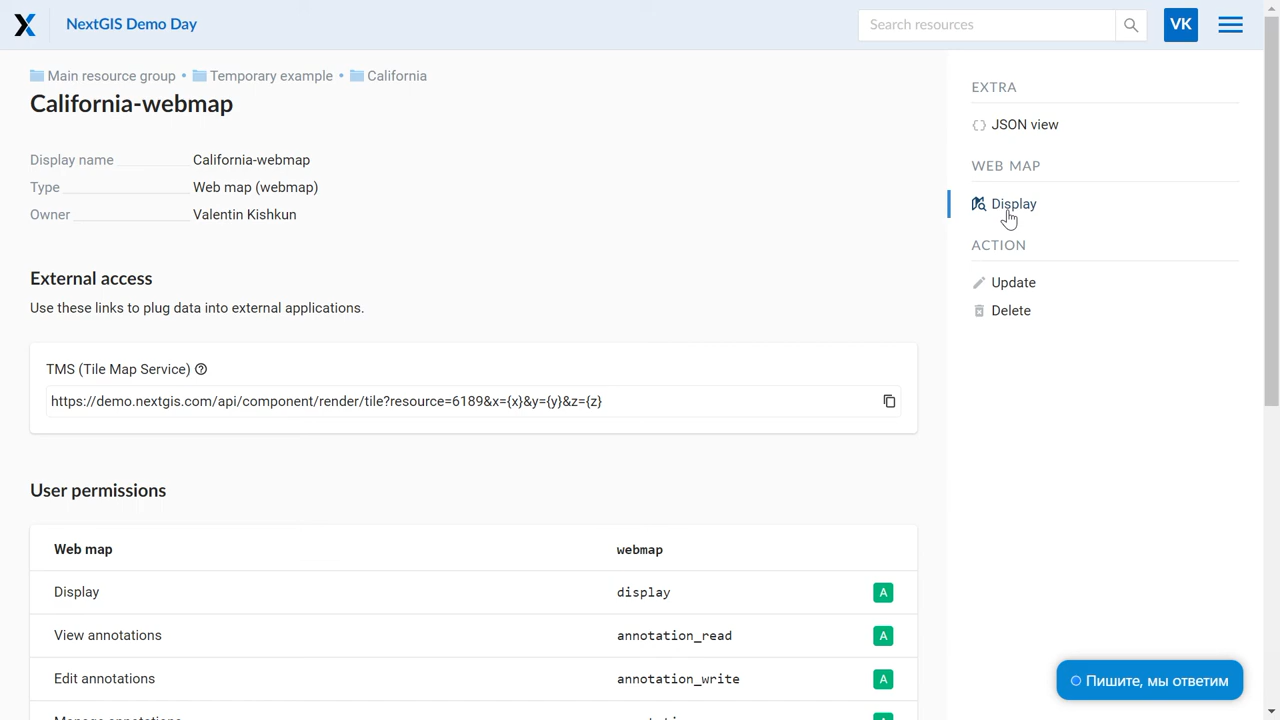 NextGIS Demo Day
Search resources
VK
Main resource group • Temporary example • California
California-webmap
Display name California-webmap
Type Web map (webmap)
Owner Valentin Kishkun
External access
Use these links to plug data into external applications.
TMS (Tile Map Service)
https://demo.nextgis.com/api/component/render/tile?resource=6189&x={x}&y={y}&z={z}
User permissions
Web map webmap
Display display A
View annotations annotation_read A
Edit annotations annotation_write A
EXTRA
{} JSON view
WEB MAP
Display
ACTION
Update
Delete
Пишите, мы ответим